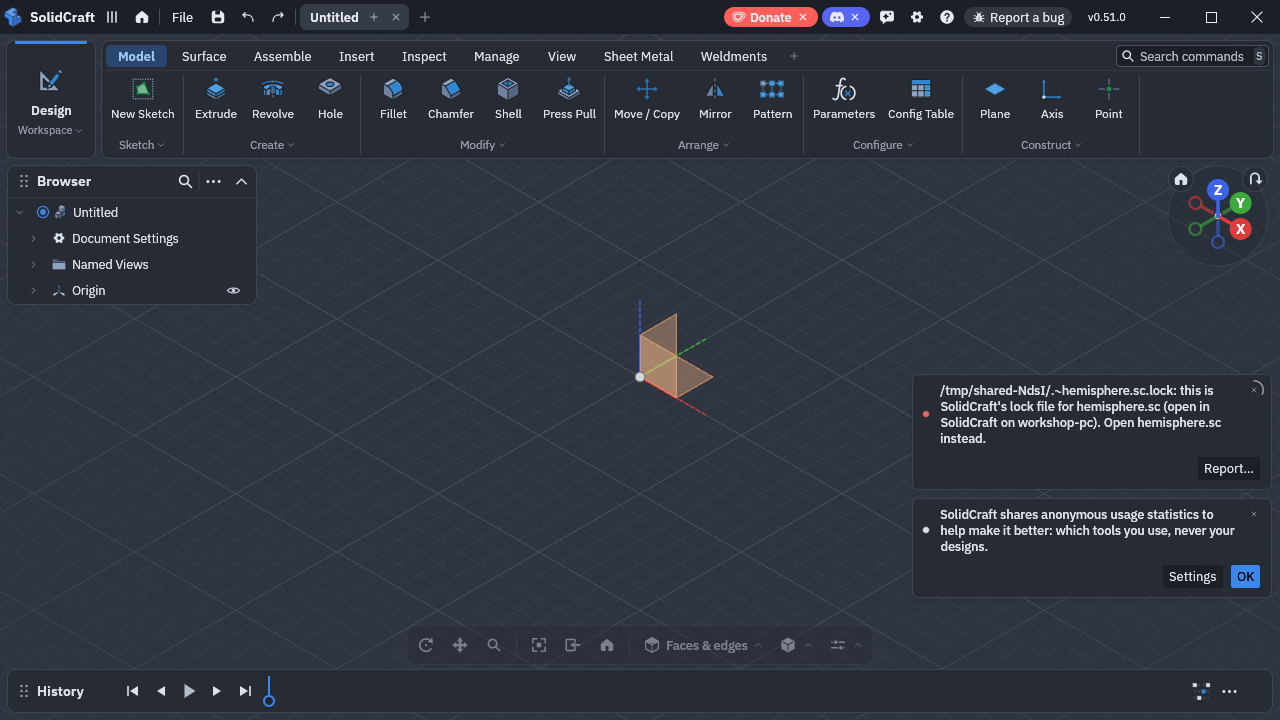 SolidCraft File Untitled Donate Report a bug v0.51.0
Design
Workspace
Model Surface Assemble Insert Inspect Manage View Sheet Metal Weldments Search commands S
New Sketch Extrude Revolve Hole Fillet Chamfer Shell Press Pull Move / Copy Mirror Pattern Parameters Config Table Plane Axis Point
Sketch Create Modify Arrange Configure Construct
Browser
Untitled
Document Settings
Named Views
Origin
Z
Y
X
/tmp/shared-NdsI/.~hemisphere.sc.lock: this is
SolidCraft's lock file for hemisphere.sc (open in
SolidCraft on workshop-pc). Open hemisphere.sc
instead.
Report...
SolidCraft shares anonymous usage statistics to
help make it better: which tools you use, never your
designs.
Settings OK
Faces & edges
History